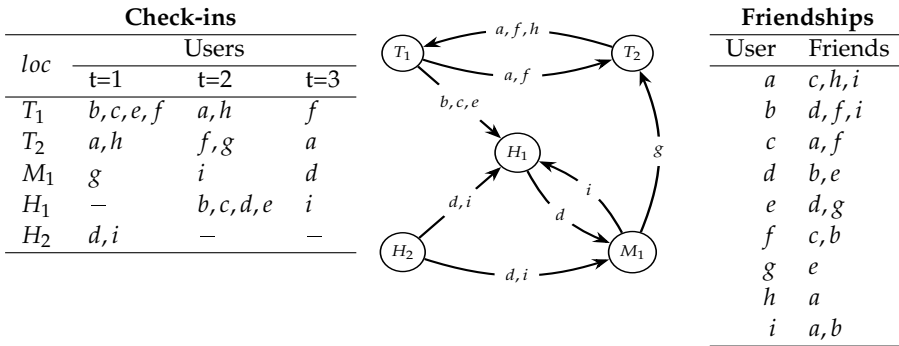 Check-ins
loc Users
t=1 t=2 t=3
T1 b, c, e, f a, h f
T2 a, h f, g a
M1 g i d
H1 – b, c, d, e i
H2 d, i – –
a, f, h
T1 T2
a, f
b, c, e
H1 g
i
d, i d
H2 M1
d, i
Friendships
User Friends
a c, h, i
b d, f, i
c a, f
d b, e
e d, g
f c, b
g e
h a
i a, b